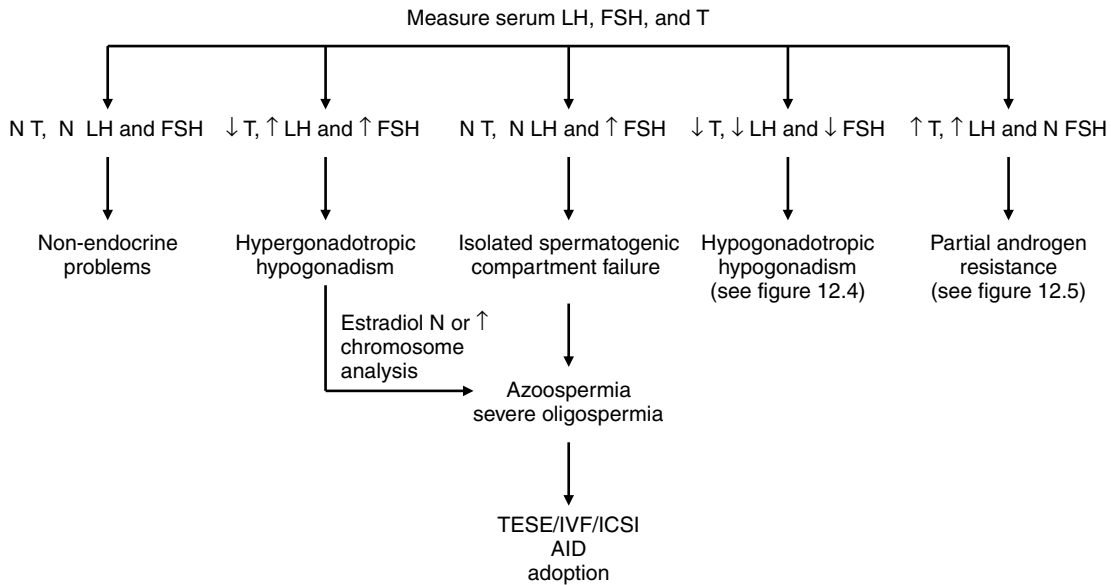 Measure serum LH, FSH, and T
N T, N LH and FSH
↓ T, ↑ LH and ↑ FSH
N T, N LH and ↑ FSH
↓ T, ↓ LH and ↓ FSH
↑ T, ↑ LH and N FSH
Non-endocrine
problems
Hypergonadotropic
hypogonadism
Isolated spermatogenic
compartment failure
Hypogonadotropic
hypogonadism
(see figure 12.4)
Partial androgen
resistance
(see figure 12.5)
Estradiol N or ↑
chromosome
analysis
Azoospermia
severe oligospermia
TESE/IVF/ICSI
AID
adoption